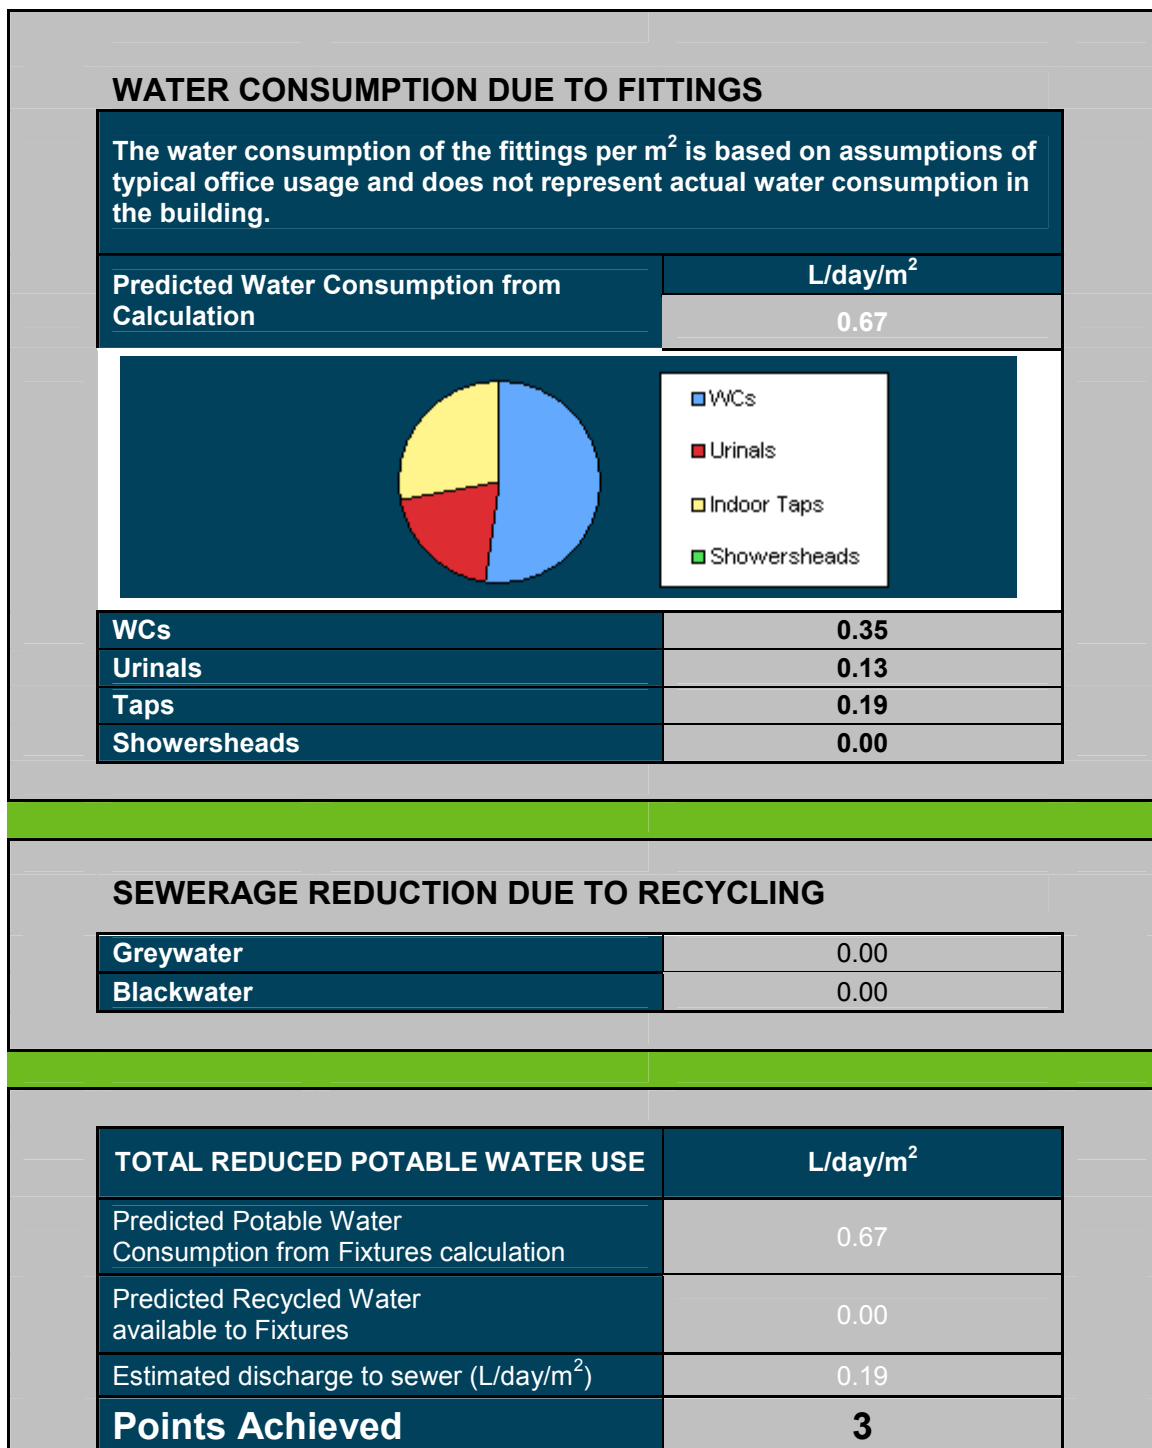 WATER CONSUMPTION DUE TO FITTINGS
The water consumption of the fittings per m² is based on assumptions of
typical office usage and does not represent actual water consumption in
the building.
Predicted Water Consumption from
Calculation
L/day/m²
0.67
WCs
Urinals
Indoor Taps
Showersheads
WCs 0.35
Urinals 0.13
Taps 0.19
Showersheads 0.00
SEWERAGE REDUCTION DUE TO RECYCLING
Greywater 0.00
Blackwater 0.00
TOTAL REDUCED POTABLE WATER USE L/day/m²
Predicted Potable Water
Consumption from Fixtures calculation
0.67
Predicted Recycled Water
available to Fixtures
0.00
Estimated discharge to sewer (L/day/m²) 0.19
Points Achieved 3